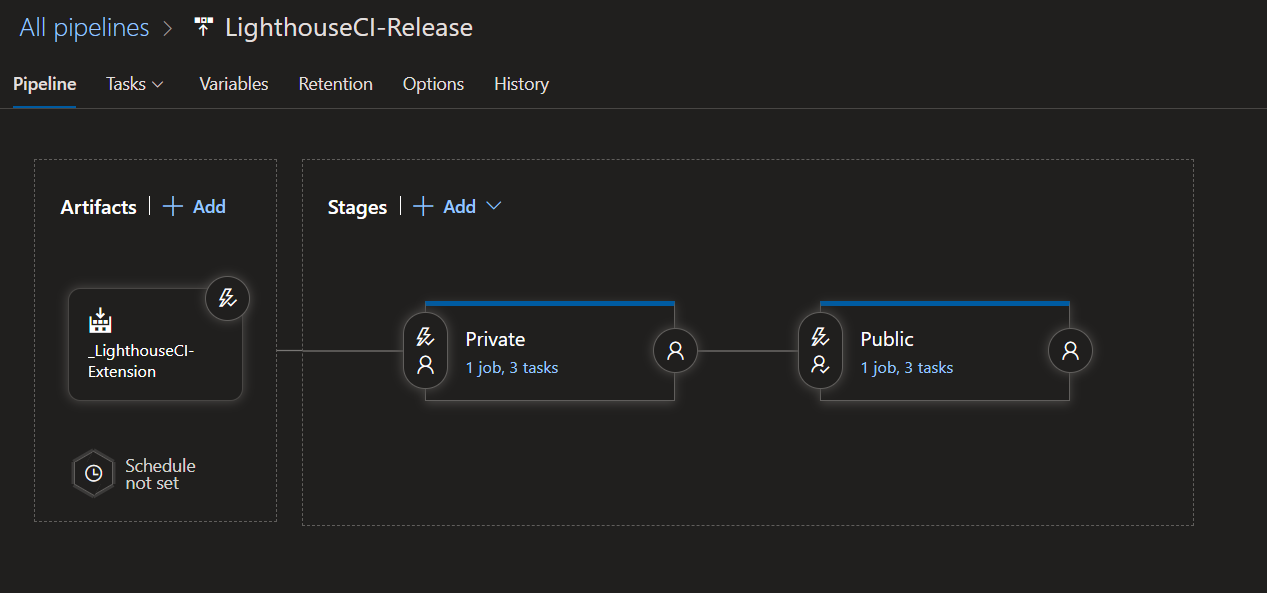 All pipelines > LighthouseCI-Release
Pipeline Tasks Variables Retention Options History
Artifacts | + Add
Stages | + Add
_LighthouseCI-
Extension
Private
1 job, 3 tasks
Public
1 job, 3 tasks
Schedule
not set